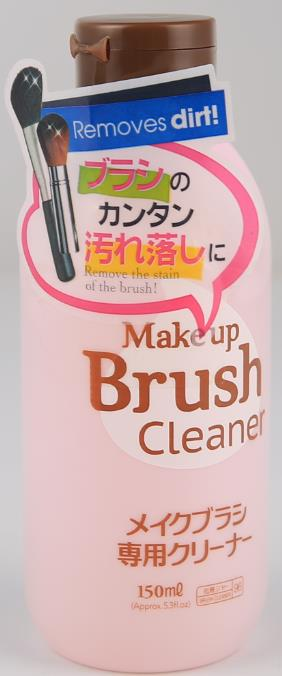 Removes dirt!
ブラシの
カンタン
汚れ落しに
Remove the stain
of the brush!
Make up
Brush
Cleaner
メイクブラシ
専用クリーナー
150ml
(Approx.5.3fl.oz)